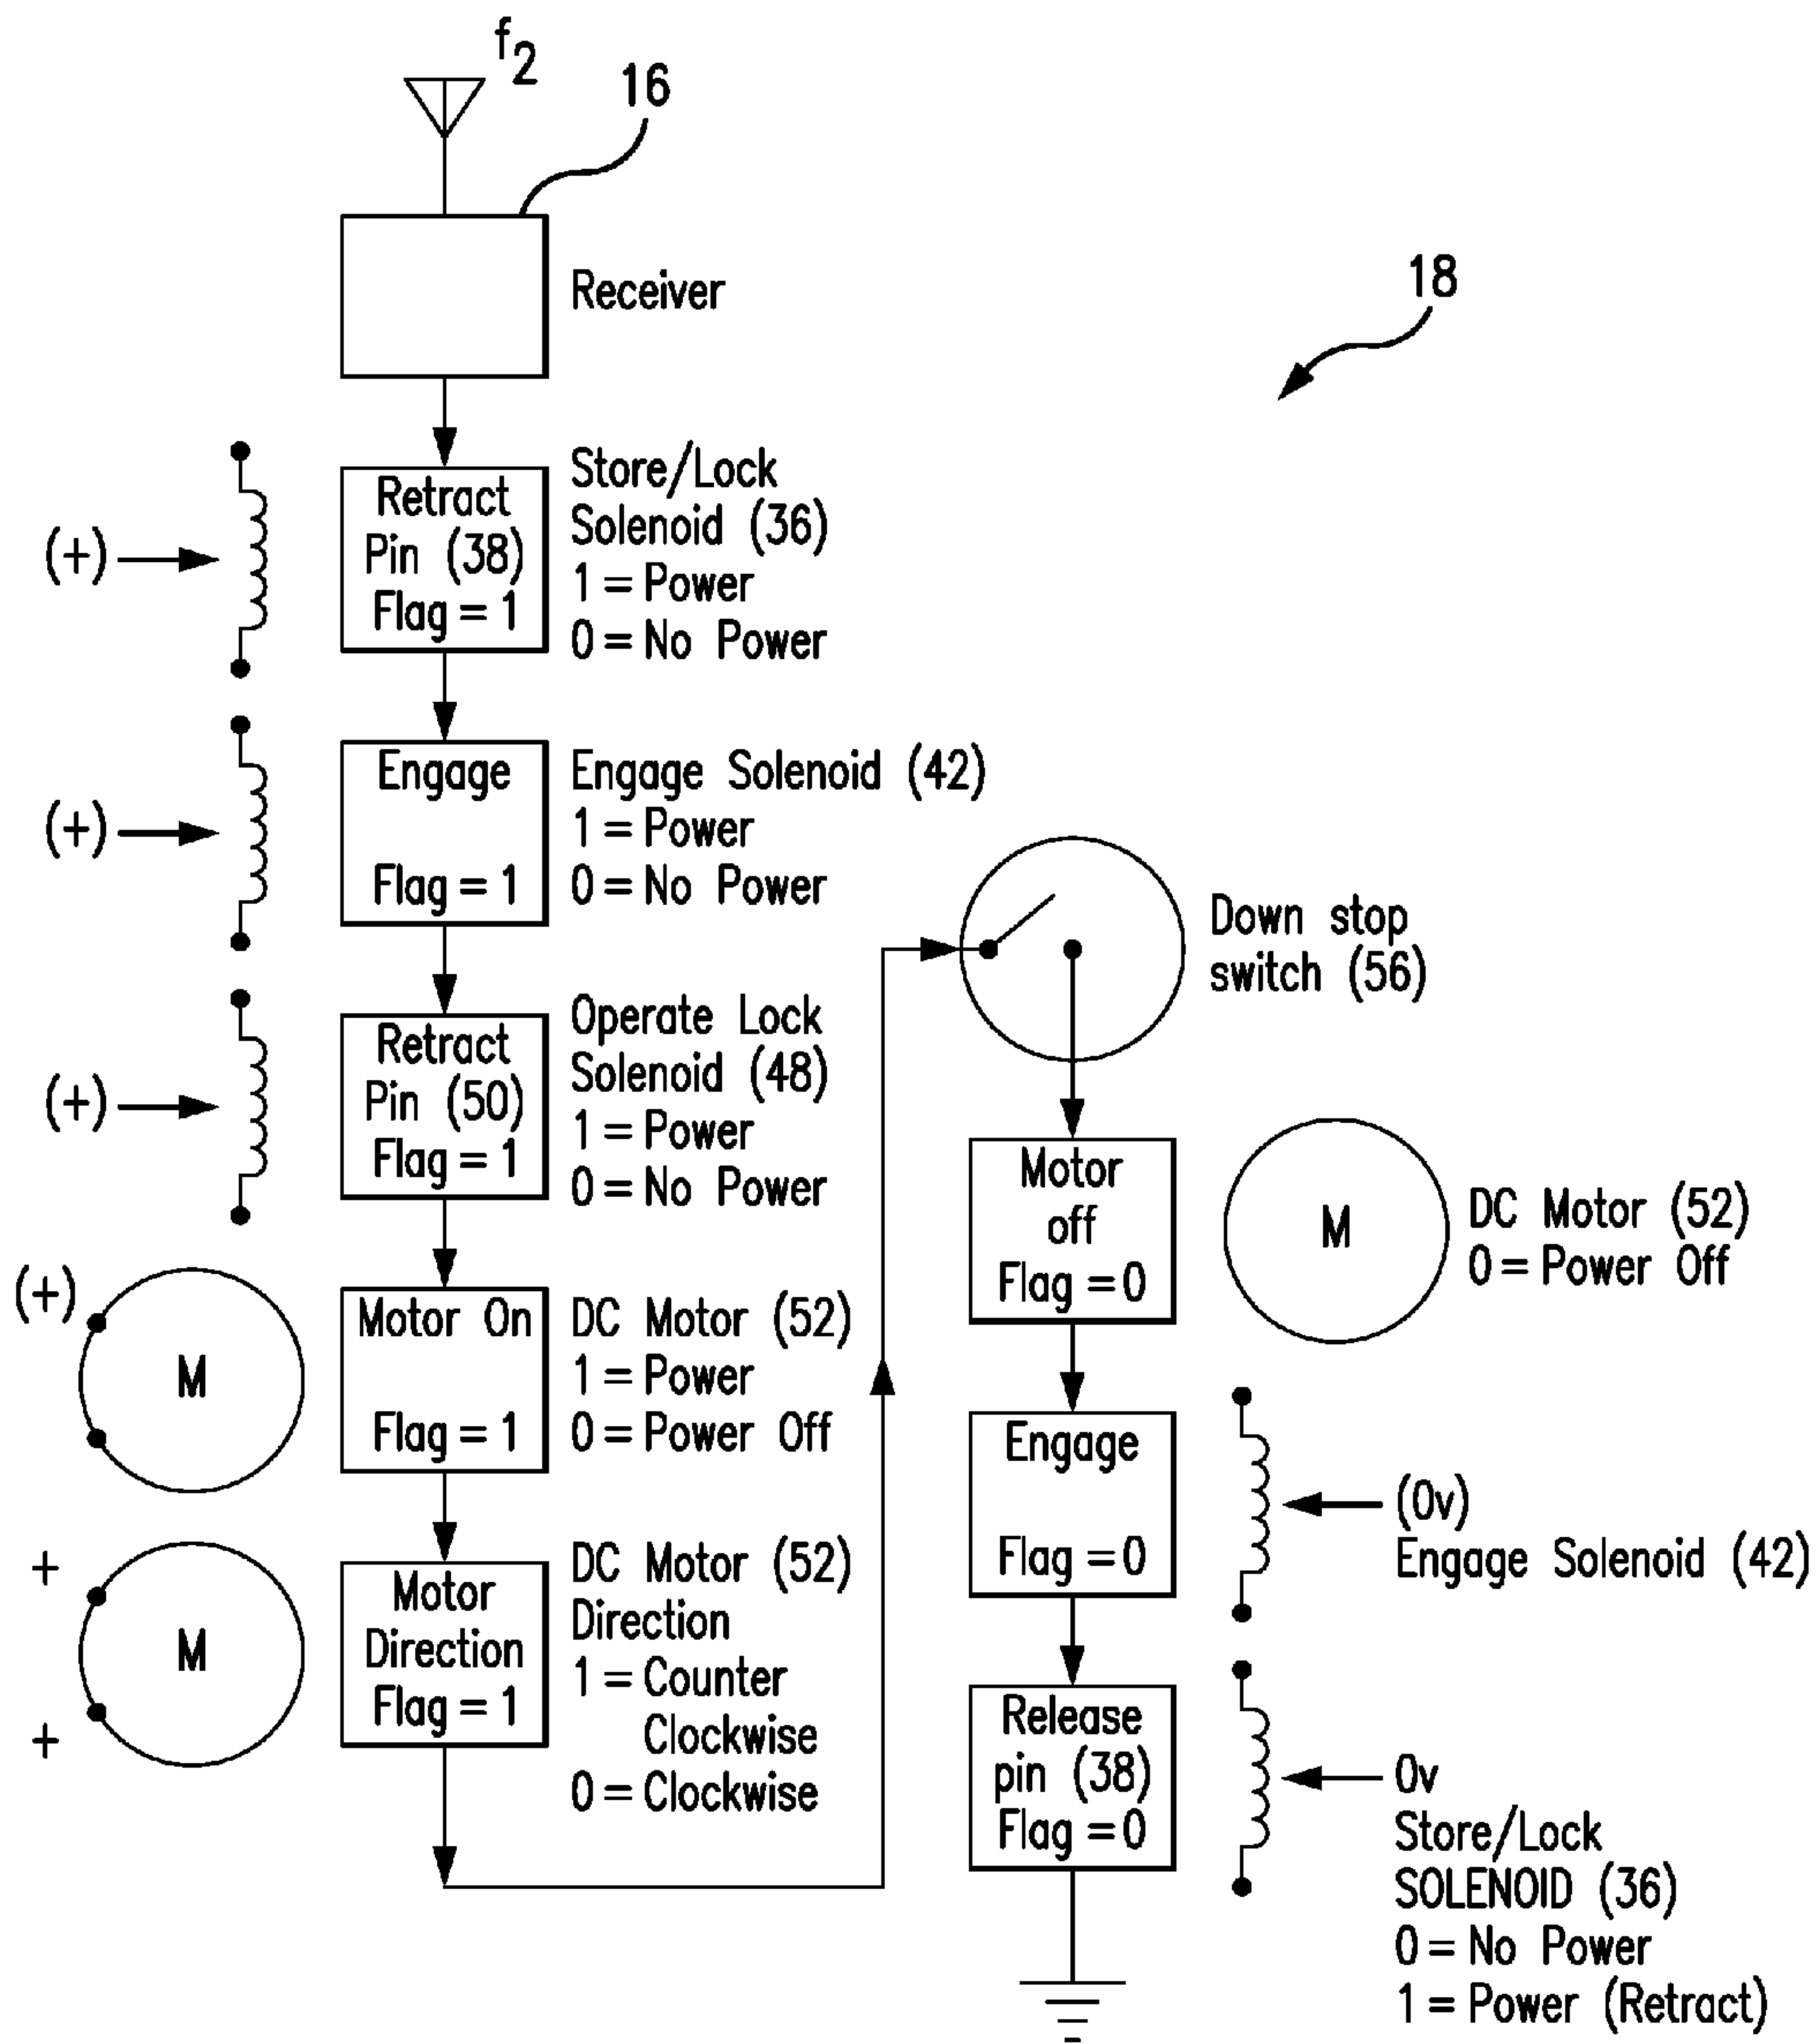 f2
16
Receiver
18
(+)
Retract
Pin (38)
Flag = 1
Store/Lock
Solenoid (36)
1 = Power
0 = No Power
(+)
Engage
Flag = 1
Engage Solenoid (42)
1 = Power
0 = No Power
(+)
Retract
Pin (50)
Flag = 1
Operate Lock
Solenoid (48)
1 = Power
0 = No Power
(+)
M
Motor On
Flag = 1
DC Motor (52)
1 = Power
0 = Power Off
+
M
+
Motor
Direction
Flag = 1
DC Motor (52)
Direction
1 = Counter
Clockwise
0 = Clockwise
Down stop
switch (56)
Motor
off
Flag = 0
M
DC Motor (52)
0 = Power Off
Engage
Flag = 0
(0v)
Engage Solenoid (42)
Release
pin (38)
Flag = 0
0v
Store/Lock
SOLENOID (36)
0 = No Power
1 = Power (Retract)